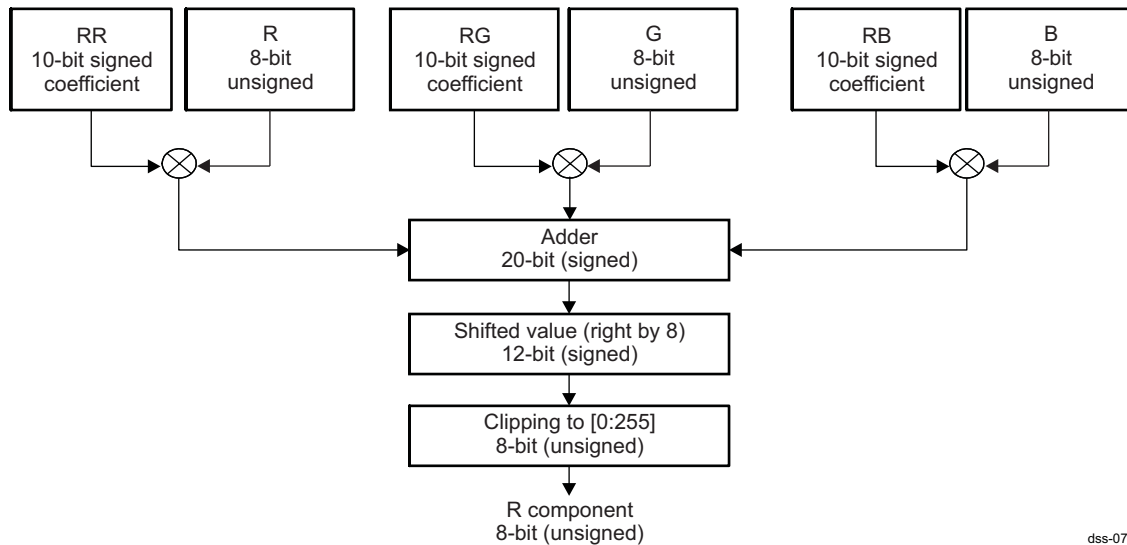 RR
10-bit signed
coefficient
R
8-bit
unsigned
RG
10-bit signed
coefficient
G
8-bit
unsigned
RB
10-bit signed
coefficient
B
8-bit
unsigned
Adder
20-bit (signed)
Shifted value (right by 8)
12-bit (signed)
Clipping to [0:255]
8-bit (unsigned)
R component
8-bit (unsigned)
dss-07